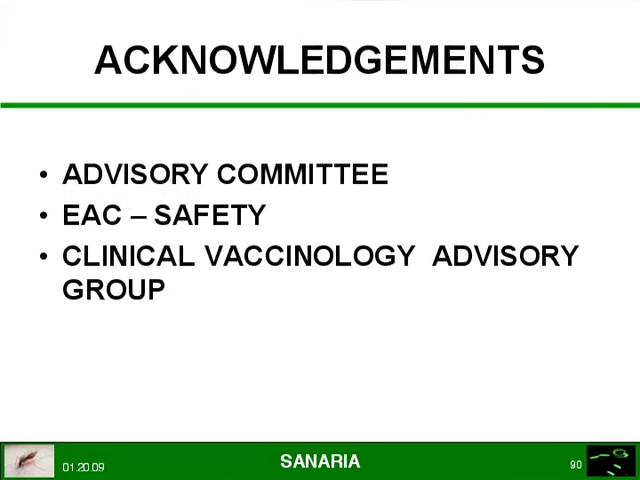 ACKNOWLEDGEMENTS
• ADVISORY COMMITTEE
• EAC – SAFETY
• CLINICAL VACCINOLOGY ADVISORY
GROUP
01.20.09
SANARIA
90